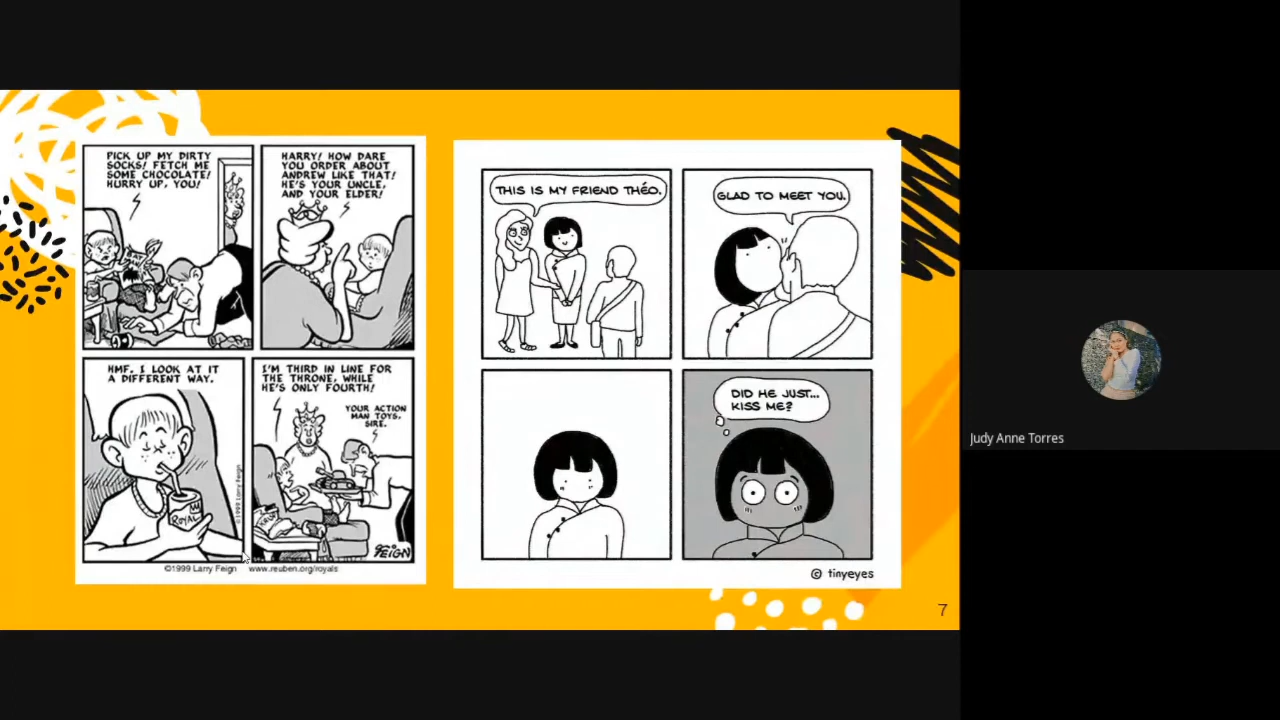 PICK UP MY DIRTY
SOCKS! FETCH ME
SOME CHOCOLATE!
HURRY UP, YOU!
HARRY! HOW DARE
YOU ORDER ABOUT
ANDREW LIKE THAT!
HE'S YOUR UNCLE,
AND YOUR ELDER!
HMF. I LOOK AT IT
A DIFFERENT WAY.
ROYAL
©1999 Larry Feign
I'M THIRD IN LINE FOR
THE THRONE, WHILE
HE'S ONLY FOURTH!
YOUR ACTION
MAN TOYS,
SIRE.
FEIGN
©1999 Larry Feign www.reuben.org/royals
THIS IS MY FRIEND THÉO.
GLAD TO MEET YOU.
DID HE JUST...
KISS ME?
© tinyeyes
7
Judy Anne Torres